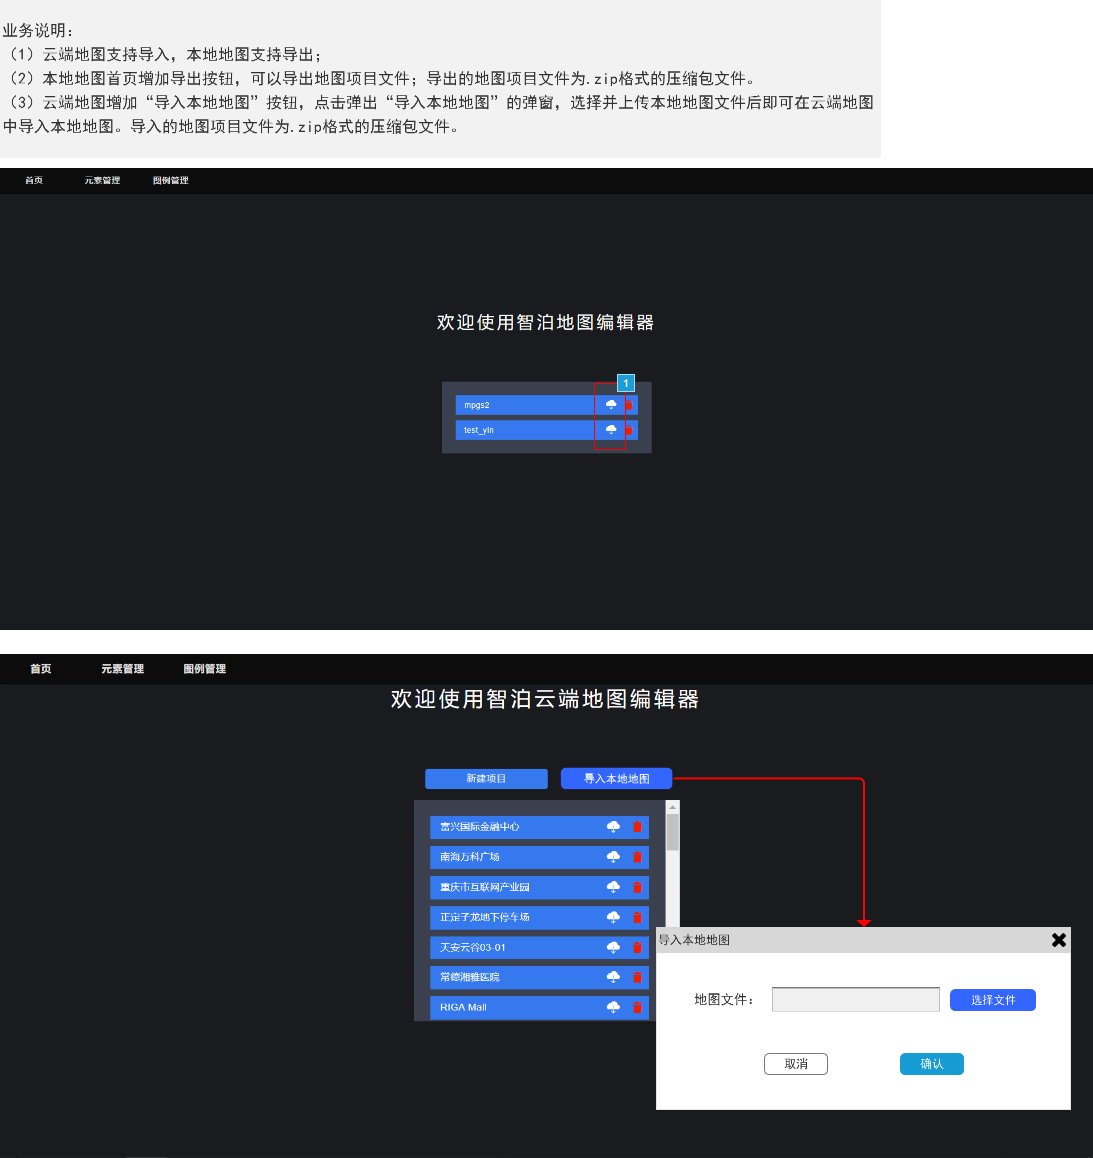 业务说明：
（1）云端地图支持导入，本地地图支持导出；
（2）本地地图首页增加导出按钮，可以导出地图项目文件；导出的地图项目文件为.zip格式的压缩包文件。
（3）云端地图增加“导入本地地图”按钮，点击弹出“导入本地地图”的弹窗，选择并上传本地地图文件后即可在云端地图
中导入本地地图。导入的地图项目文件为.zip格式的压缩包文件。
首页 元素管理 图例管理
欢迎使用智泊地图编辑器
1
mpgs2
test_yin
首页 元素管理 图例管理
欢迎使用智泊云端地图编辑器
新建项目 导入本地地图
富兴国际金融中心
南海万科广场
重庆市互联网产业园
正定子龙地下停车场
天安云谷03-01
常德湘雅医院
RIGA Mall
导入本地地图
地图文件： 选择文件
取消 确认